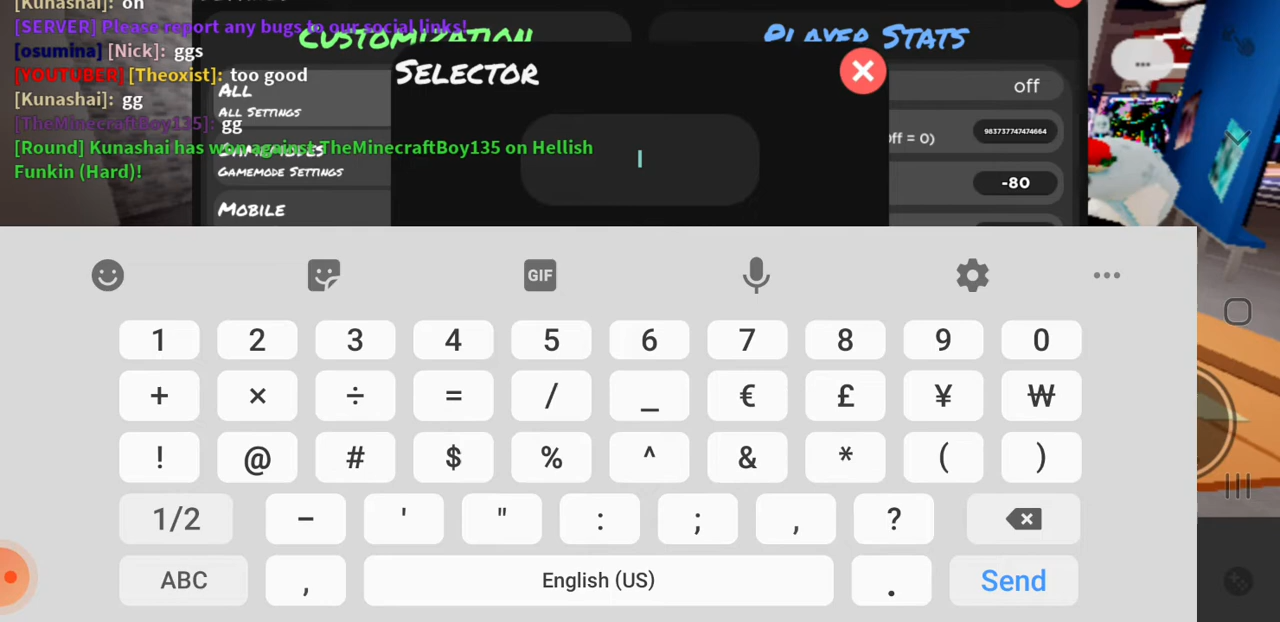 [Kunashai]: on
[SERVER] Please report any bugs to our social links!
[osumina] [Nick]: ggs
[YOUTUBER] [Theoxist]: too good
[Kunashai]: gg
[TheMinecraftBoy135]: gg
[Round] Kunashai has won against TheMinecraftBoy135 on Hellish
Funkin (Hard)!
Customization
Player Stats
All
All Settings
Gamemodes
Gamemode Settings
Mobile
Selector
off
off = 0)
983737747474664
-80
GIF
1 2 3 4 5 6 7 8 9 0
+ × ÷ = / _ € £ ¥ ₩
! @ # $ % ^ & * ( )
1/2 - ' " : ; , ?
ABC , English (US) . Send